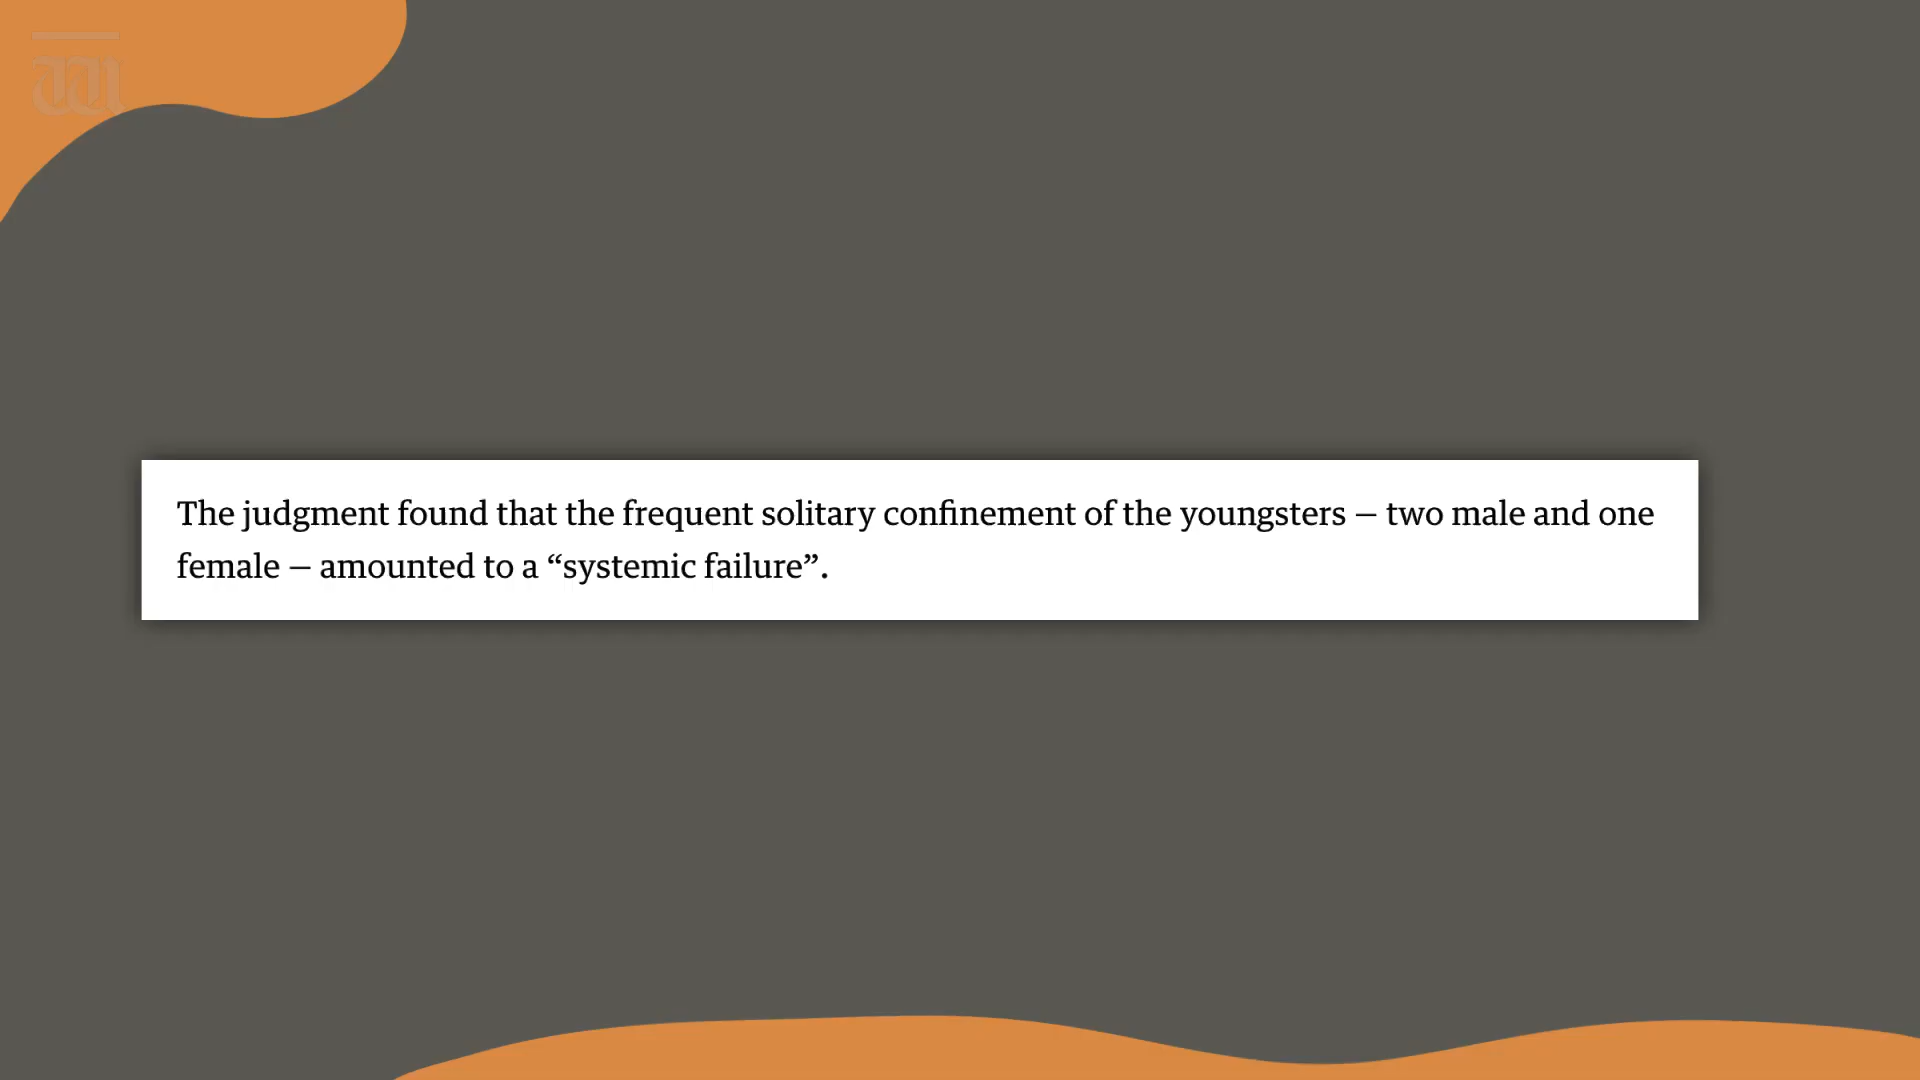 The judgment found that the frequent solitary confinement of the youngsters — two male and one
female — amounted to a “systemic failure”.